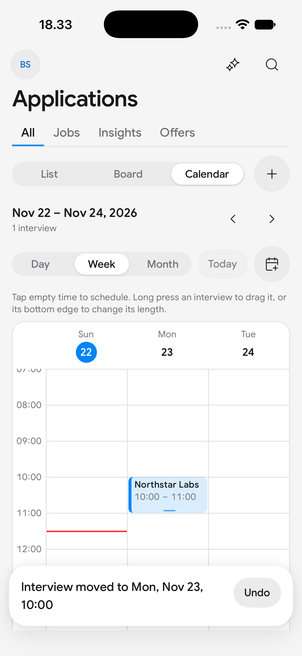 18.33
BS
Applications
All Jobs Insights Offers
List Board Calendar
Nov 22 – Nov 24, 2026
1 interview
Day Week Month Today
Tap empty time to schedule. Long press an interview to drag it, or
its bottom edge to change its length.
Sun Mon Tue
22 23 24
07:00
08:00
09:00
10:00
Northstar Labs
10:00 – 11:00
11:00
12:00
Interview moved to Mon, Nov 23,
10:00
Undo